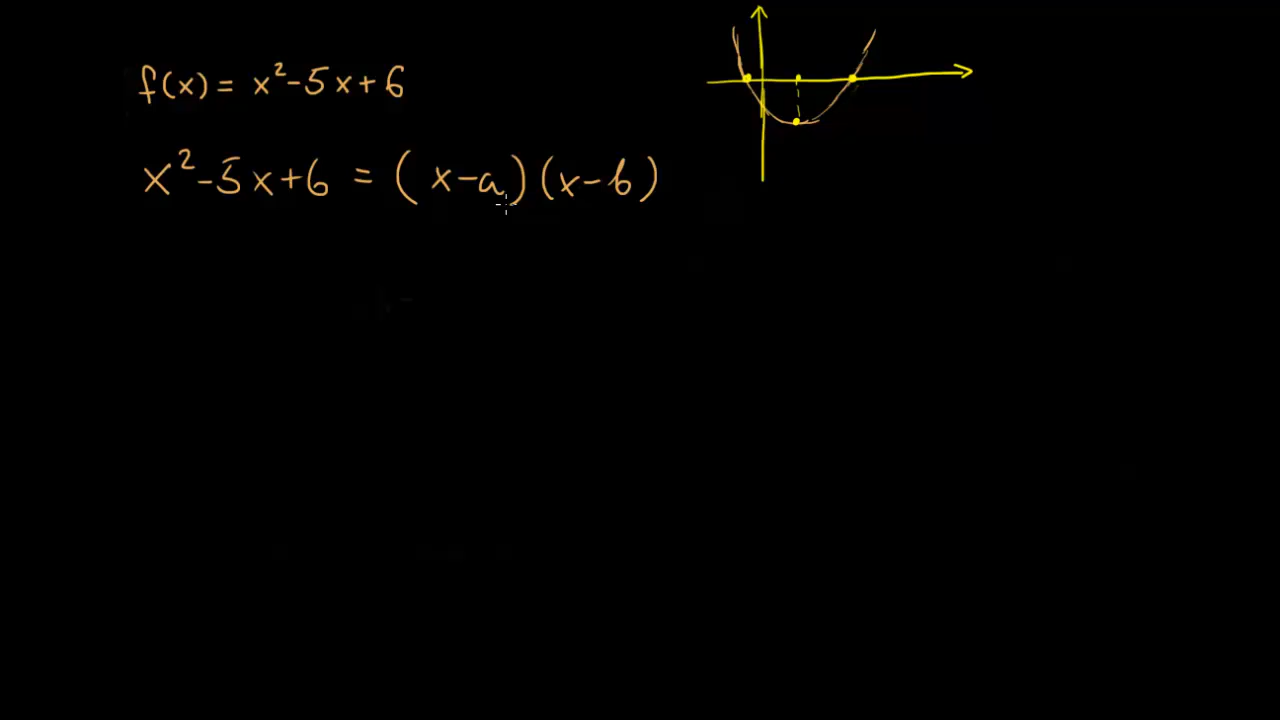 f(x) = x²-5x+6
x²-5x+6 = (x-a)(x-b)